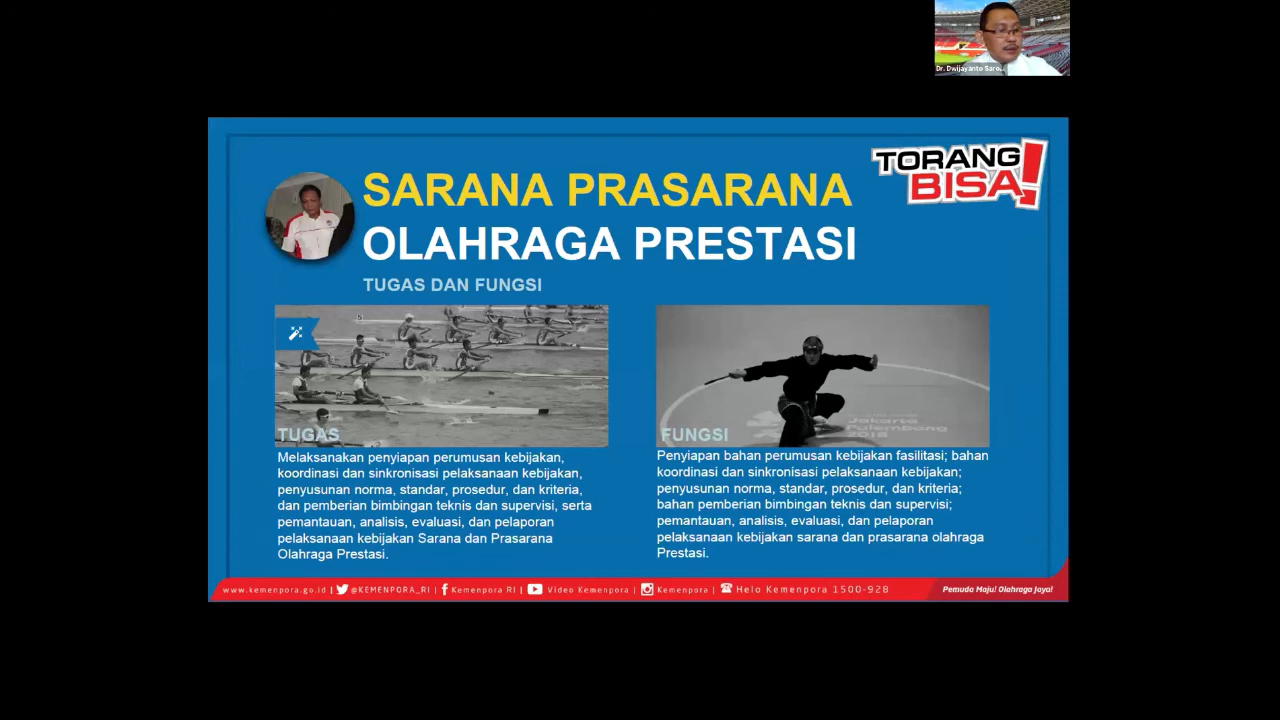 Dr. Dwijayanto Saro...
TORANG
BISA!
SARANA PRASARANA
OLAHRAGA PRESTASI
TUGAS DAN FUNGSI
TUGAS
Melaksanakan penyiapan perumusan kebijakan,
koordinasi dan sinkronisasi pelaksanaan kebijakan,
penyusunan norma, standar, prosedur, dan kriteria,
dan pemberian bimbingan teknis dan supervisi, serta
pemantauan, analisis, evaluasi, dan pelaporan
pelaksanaan kebijakan Sarana dan Prasarana
Olahraga Prestasi.
Jakarta
Palembang
2018
FUNGSI
Penyiapan bahan perumusan kebijakan fasilitasi; bahan
koordinasi dan sinkronisasi pelaksanaan kebijakan;
penyusunan norma, standar, prosedur, dan kriteria;
bahan pemberian bimbingan teknis dan supervisi;
pemantauan, analisis, evaluasi, dan pelaporan
pelaksanaan kebijakan sarana dan prasarana olahraga
Prestasi.
www.kemenpora.go.id | @KEMENPORA_RI | Kemenpora RI | Video Kemenpora | Kemenpora | Helo Kemenpora 1500-928
Pemuda Maju! Olahraga Jaya!